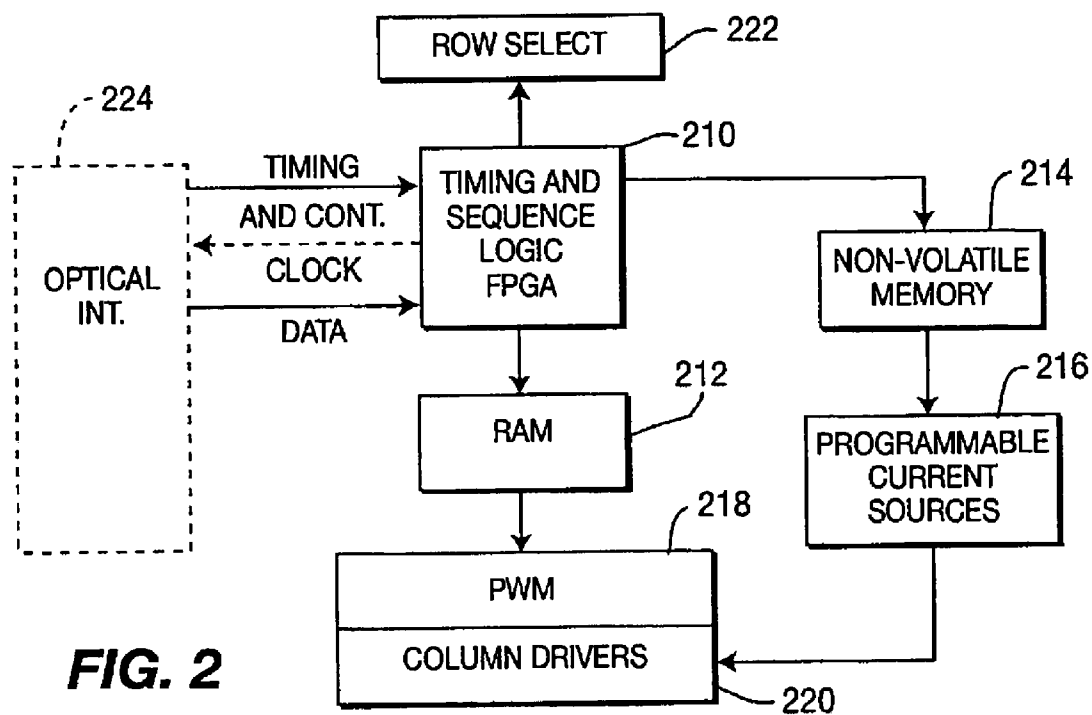 ROW SELECT
222
224
210
TIMING
AND CONT.
CLOCK
DATA
OPTICAL
INT.
TIMING AND
SEQUENCE
LOGIC
FPGA
214
NON-VOLATILE
MEMORY
212
RAM
216
PROGRAMMABLE
CURRENT
SOURCES
218
PWM
COLUMN DRIVERS
220
FIG. 2